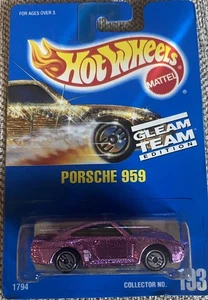 FOR AGES OVER 3
Hot Wheels
MATTEL
GLEAM
TEAM
EDITION
PORSCHE 959
1794
COLLECTOR NO.
193